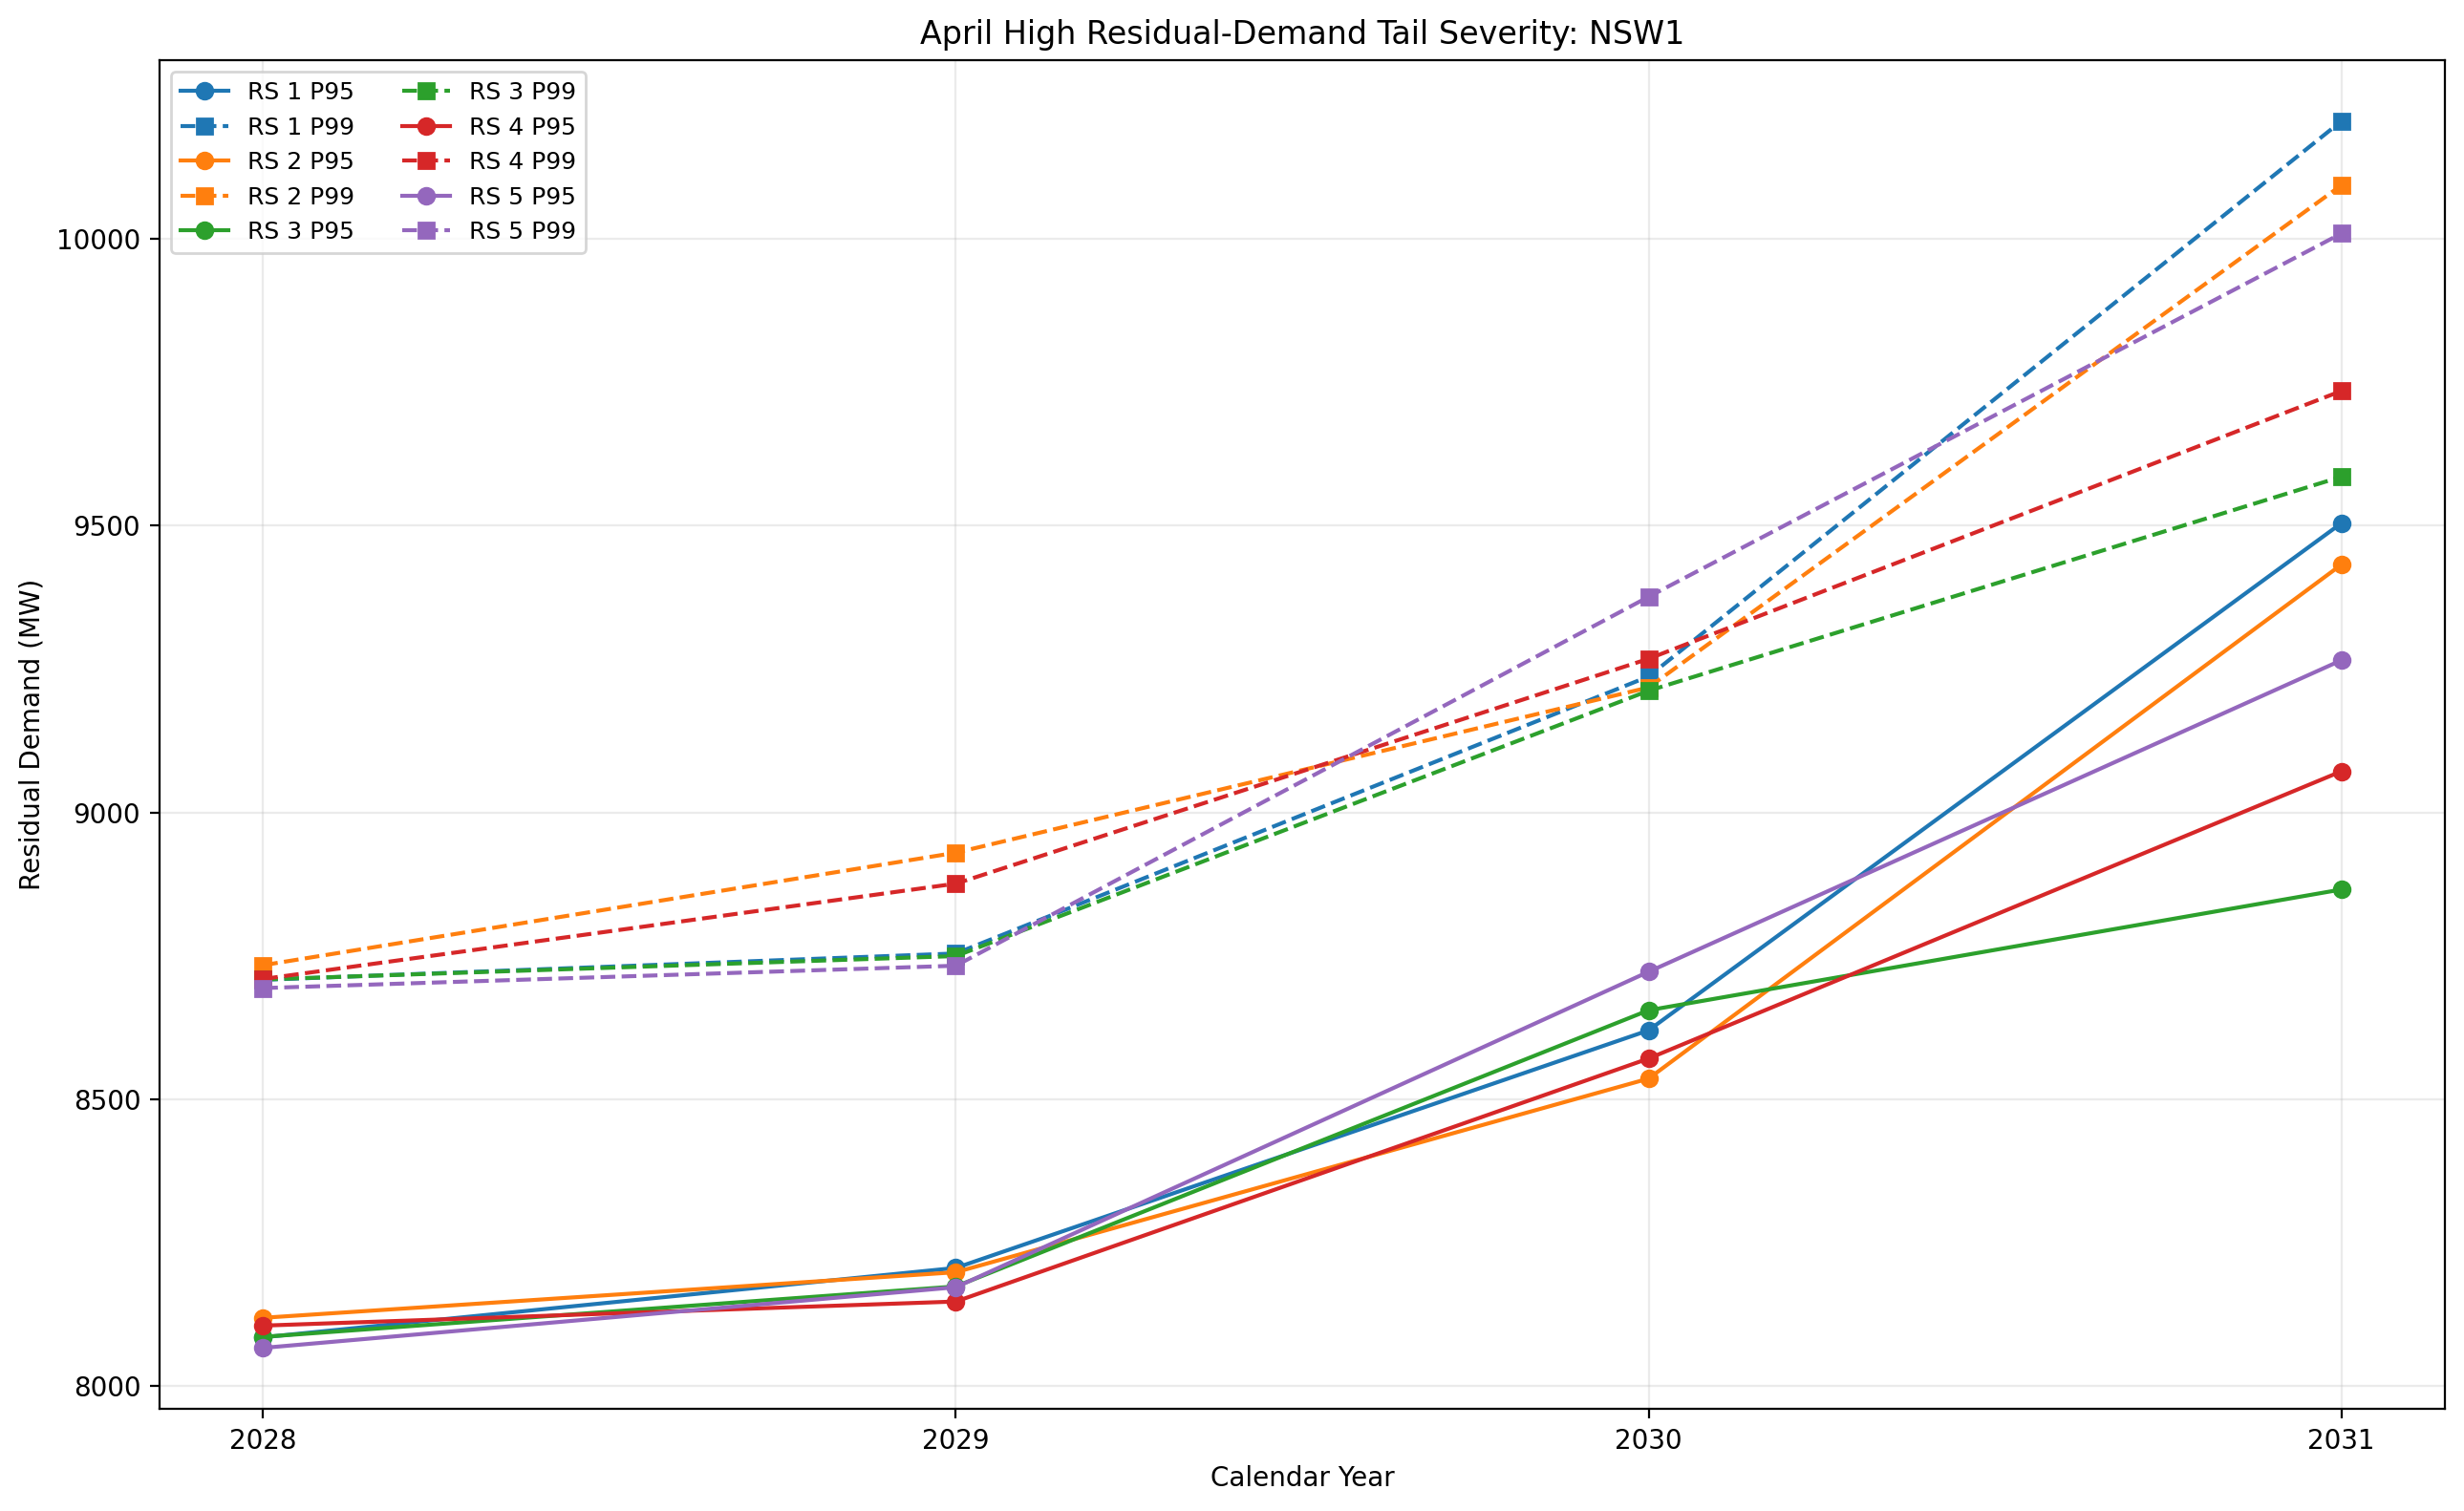 April High Residual-Demand Tail Severity: NSW1
RS 1 P95
RS 1 P99
RS 2 P95
RS 2 P99
RS 3 P95
RS 3 P99
RS 4 P95
RS 4 P99
RS 5 P95
RS 5 P99
Residual Demand (MW)
10000
9500
9000
8500
8000
2028
2029
2030
2031
Calendar Year